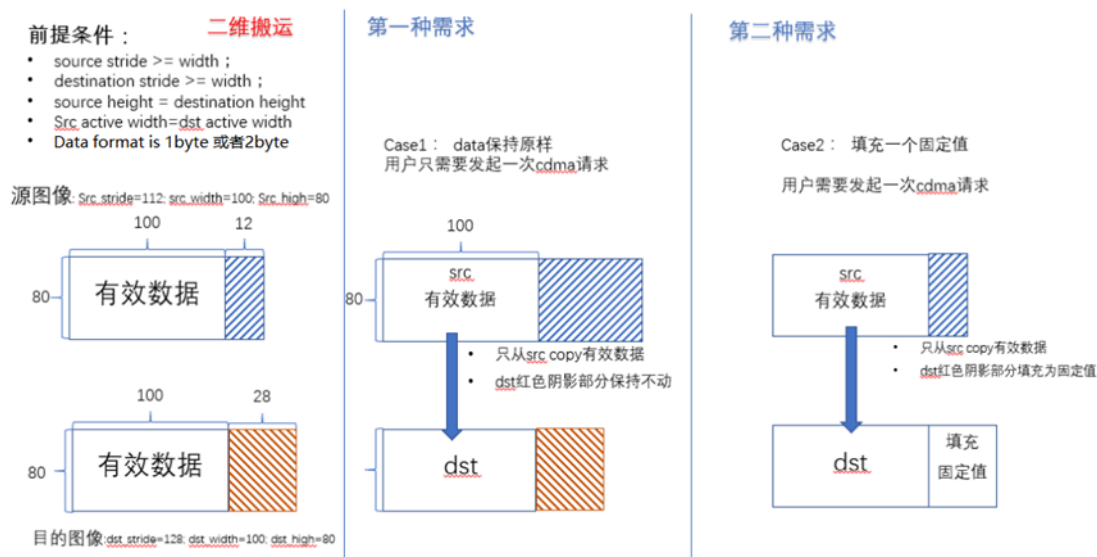 二维搬运
前提条件：
• source stride >= width；
• destination stride >= width；
• source height = destination height
• Src active width=dst active width
• Data format is 1byte 或者2byte
源图像: Src_stride=112; src_width=100; Src_high=80
100
12
80
有效数据
100
28
80
有效数据
目的图像:dst_stride=128; dst_width=100; dst_high=80
第一种需求
Case1： data保持原样
用户只需要发起一次cdma请求
100
80
src
有效数据
• 只从src copy有效数据
• dst红色阴影部分保持不动
dst
第二种需求
Case2： 填充一个固定值
用户需要发起一次cdma请求
src
有效数据
• 只从src copy有效数据
• dst红色阴影部分填充为固定值
dst
填充
固定值